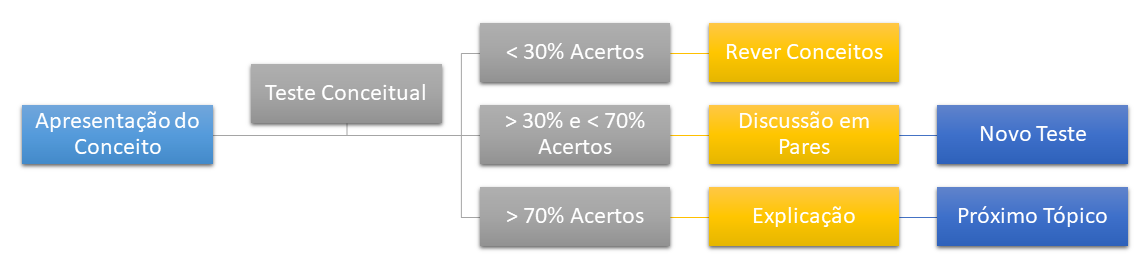 Apresentação do
Conceito
Teste Conceitual
< 30% Acertos
Rever Conceitos
> 30% e < 70%
Acertos
Discussão em
Pares
Novo Teste
> 70% Acertos
Explicação
Próximo Tópico